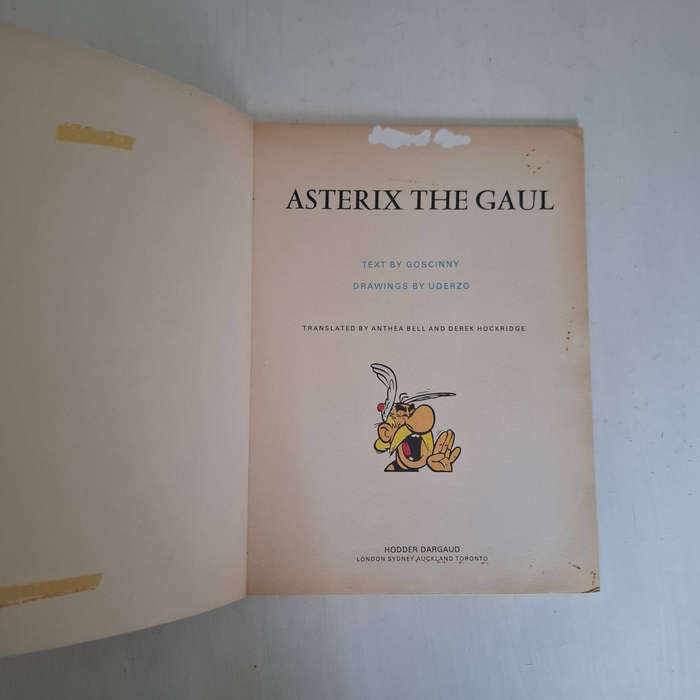 ASTERIX THE GAUL
TEXT BY GOSCINNY
DRAWINGS BY UDERZO
TRANSLATED BY ANTHEA BELL AND DEREK HOCKRIDGE
HODDER DARGAUD
LONDON SYDNEY AUCKLAND TORONTO